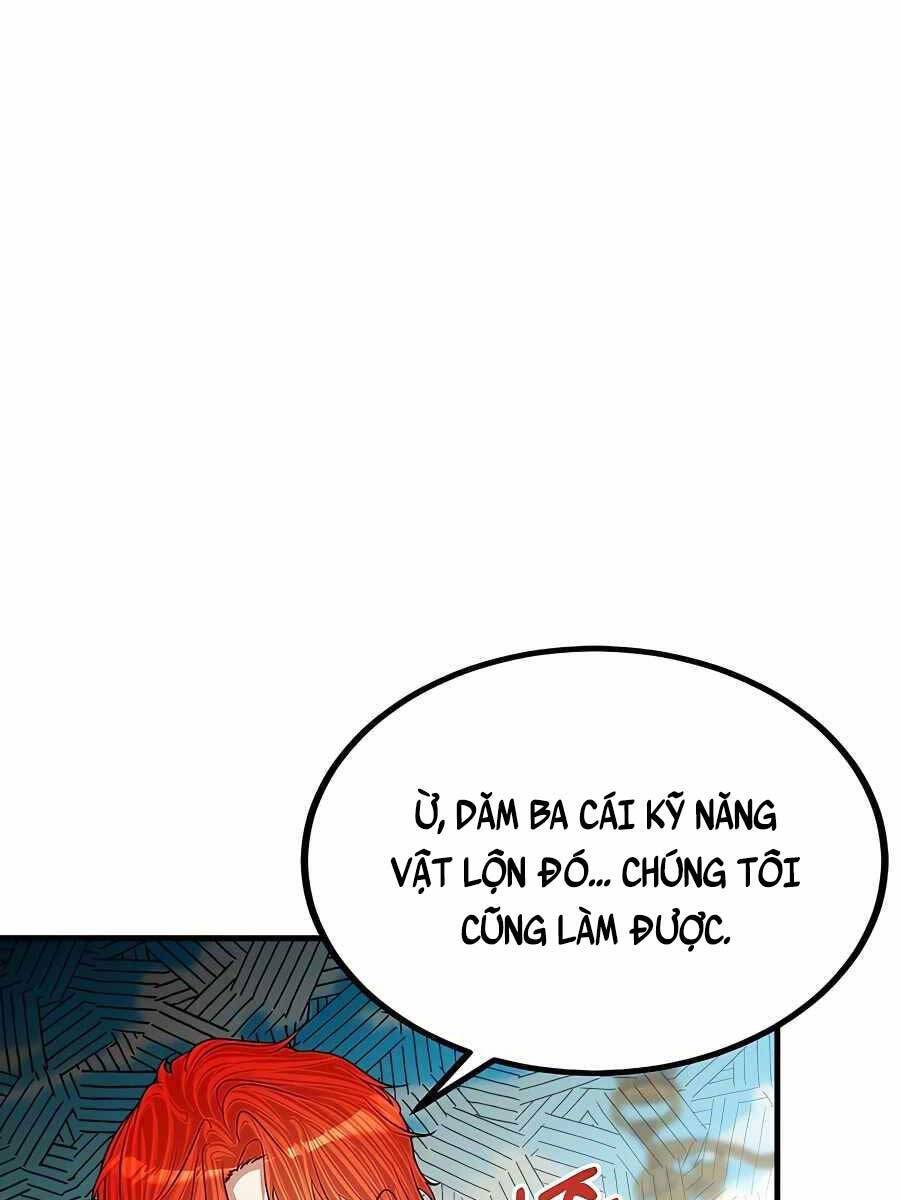 Ừ, DĂM BA CÁI KỸ NĂNG
VẬT LỘN ĐÓ... CHÚNG TÔI
CŨNG LÀM ĐƯỢC.